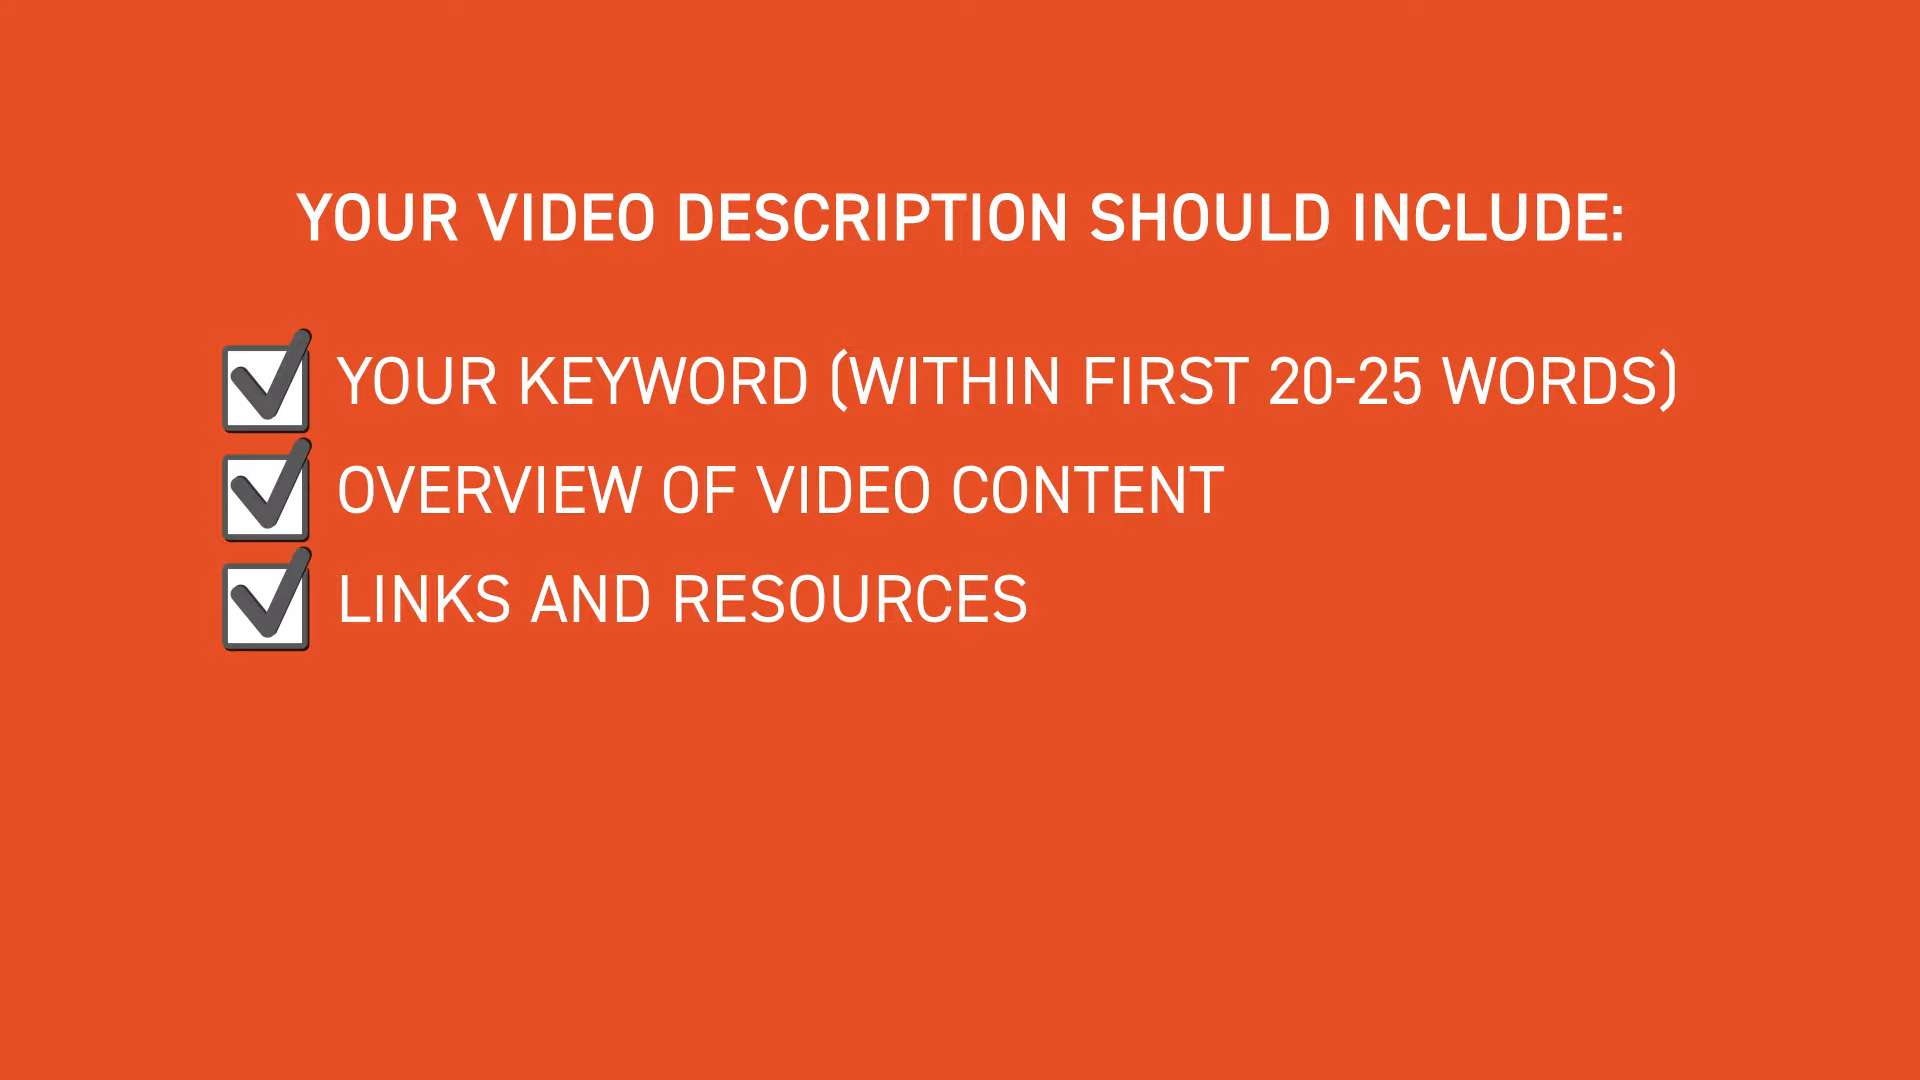 YOUR VIDEO DESCRIPTION SHOULD INCLUDE:
YOUR KEYWORD (WITHIN FIRST 20-25 WORDS)
OVERVIEW OF VIDEO CONTENT
LINKS AND RESOURCES